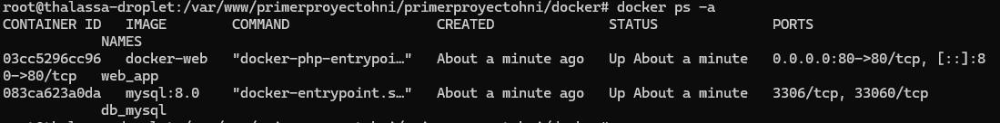 root@thalassa-droplet:/var/www/primerproyectohni/primerproyectohni/docker# docker ps -a
CONTAINER ID   IMAGE        COMMAND                  CREATED              STATUS              PORTS
            NAMES
03cc5296cc96   docker-web   "docker-php-entrypoi…"   About a minute ago   Up About a minute   0.0.0.0:80->80/tcp, [::]:8
0->80/tcp   web_app
083ca623a0da   mysql:8.0    "docker-entrypoint.s…"   About a minute ago   Up About a minute   3306/tcp, 33060/tcp
            db_mysql